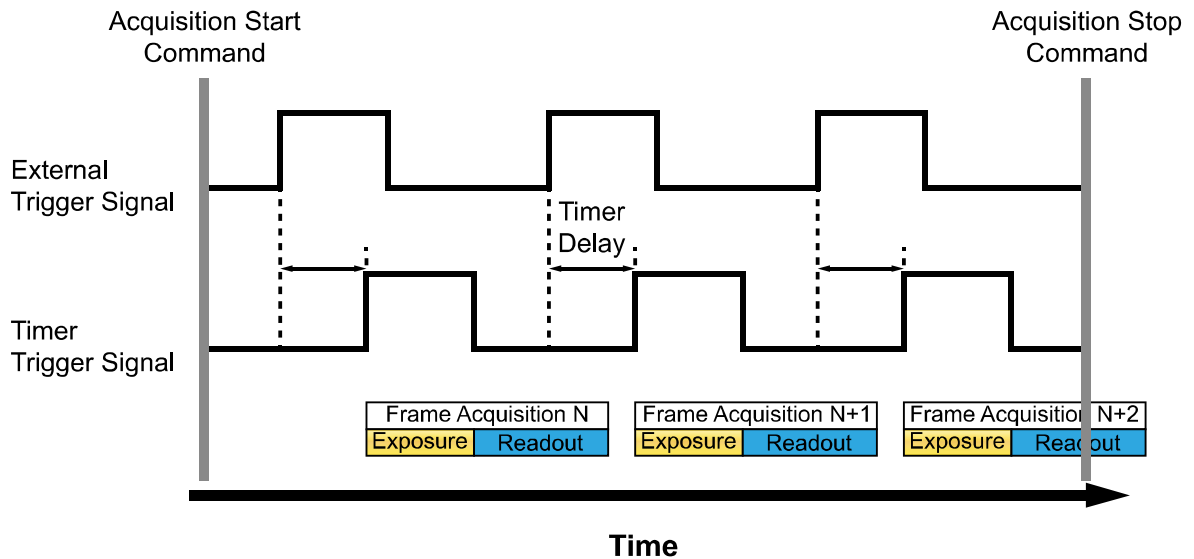 Acquisition Start
Command
Acquisition Stop
Command
External
Trigger Signal
Timer
Delay
Timer
Trigger Signal
Frame Acquisition N
Frame Acquisition N+1
Frame Acquisition N+2
Exposure
Readout
Exposure
Readout
Exposure
Readout
Time